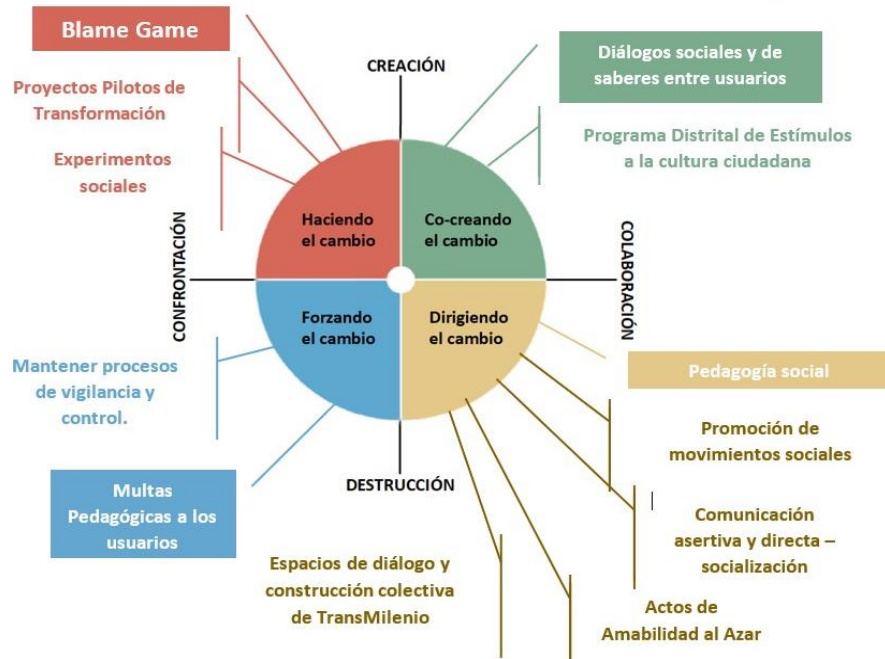 Blame Game
Proyectos Pilotos de
Transformación
Experimentos
sociales
CREACIÓN
Diálogos sociales y de
saberes entre usuarios
Programa Distrital de Estímulos
a la cultura ciudadana
Haciendo
el cambio
Co-creando
el cambio
CONFRONTACIÓN
COLABORACIÓN
Forzando
el cambio
Dirigiendo
el cambio
Mantener procesos
de vigilancia y
control.
Multas
Pedagógicas a los
usuarios
DESTRUCCIÓN
Pedagogía social
Promoción de
movimientos sociales
Comunicación
asertiva y directa –
socialización
Espacios de diálogo y
construcción colectiva
de TransMilenio
Actos de
Amabilidad al Azar